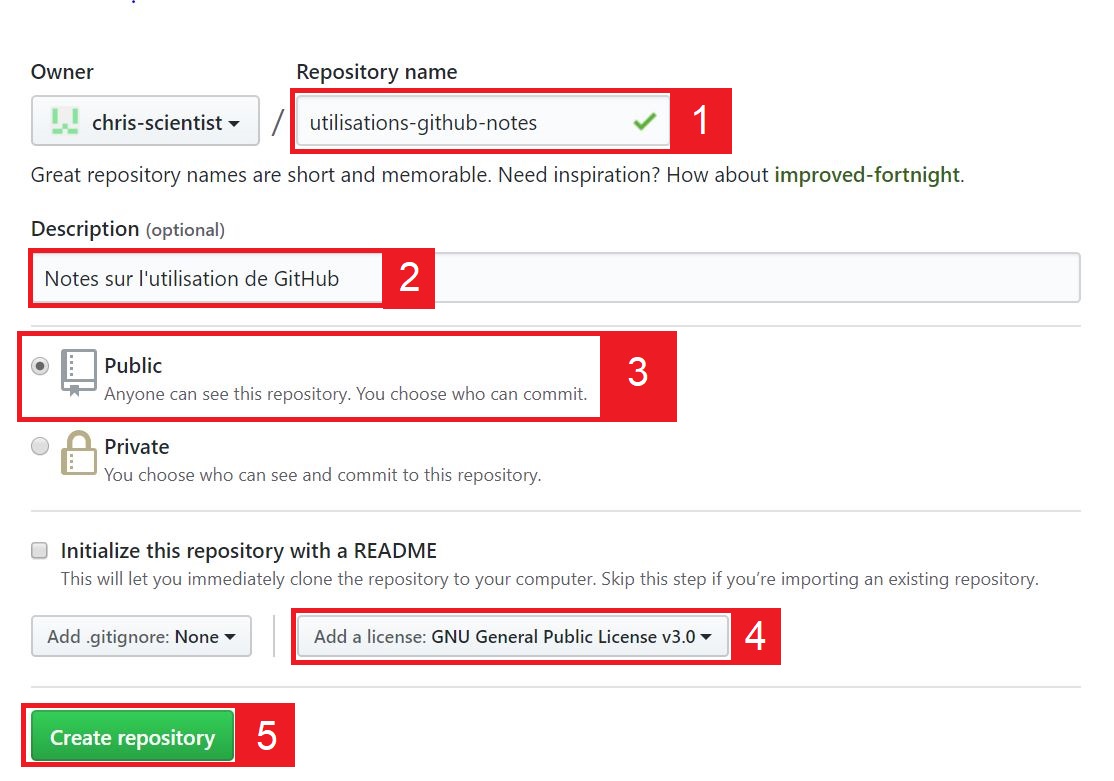 Owner
Repository name
chris-scientist / utilisations-github-notes 1
Great repository names are short and memorable. Need inspiration? How about improved-fortnight.
Description (optional)
Notes sur l'utilisation de GitHub 2
Public
Anyone can see this repository. You choose who can commit.
3
Private
You choose who can see and commit to this repository.
Initialize this repository with a README
This will let you immediately clone the repository to your computer. Skip this step if you’re importing an existing repository.
Add .gitignore: None
Add a license: GNU General Public License v3.0 4
Create repository 5